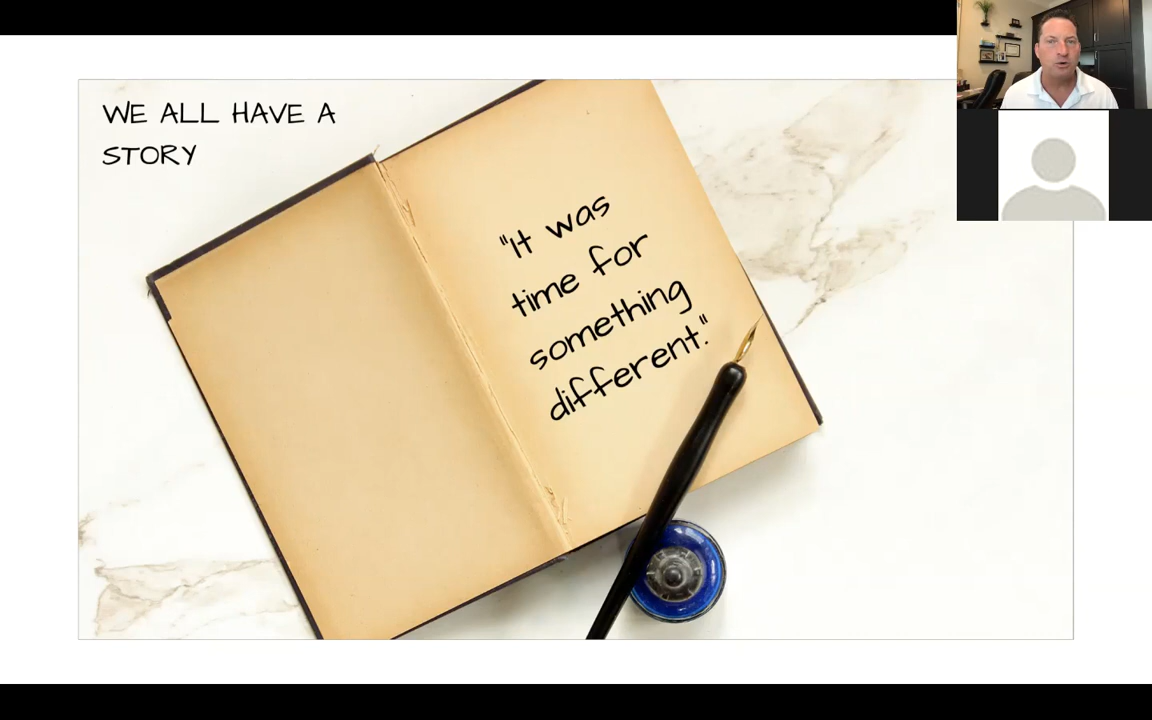 WE ALL HAVE A
STORY
"It was
time for
something
different."